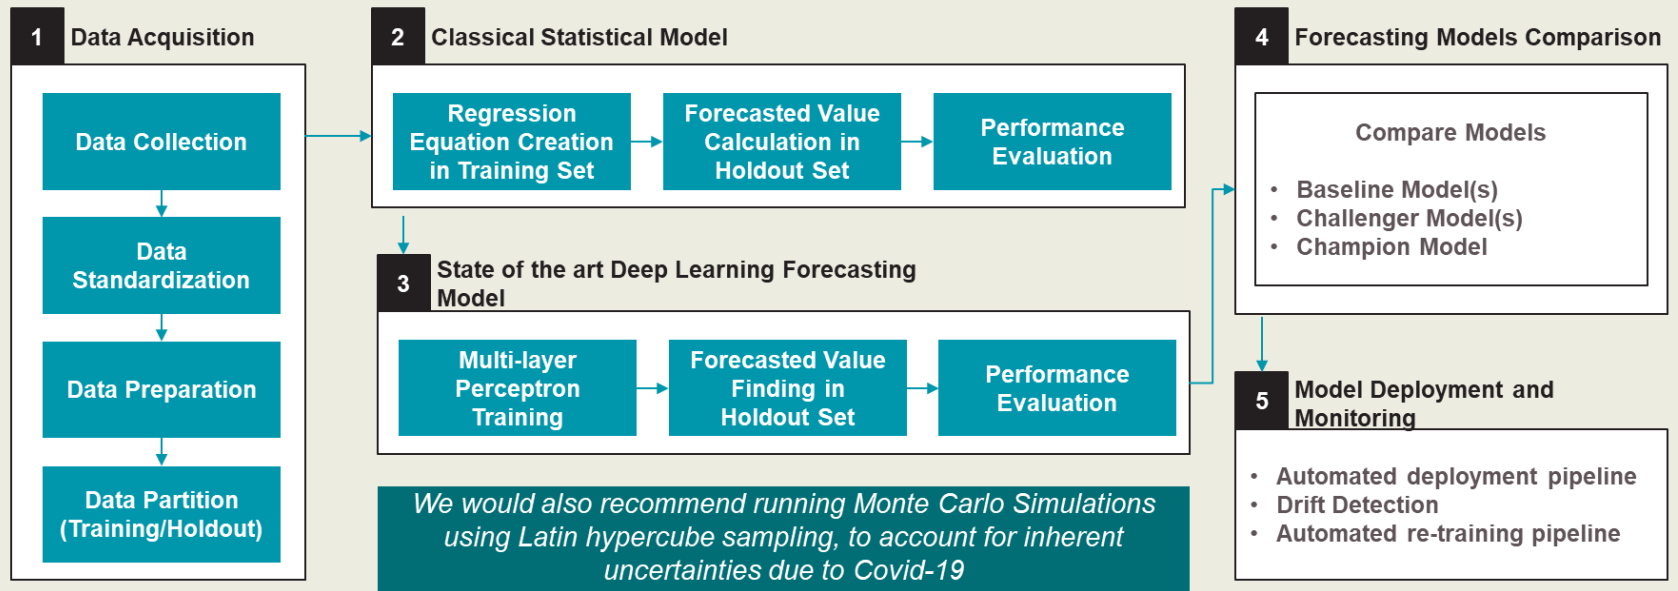 1 Data Acquisition
Data Collection
Data
Standardization
Data Preparation
Data Partition
(Training/Holdout)
2 Classical Statistical Model
Regression
Equation Creation
in Training Set
Forecasted Value
Calculation in
Holdout Set
Performance
Evaluation
3 State of the art Deep Learning Forecasting
Model
Multi-layer
Perceptron
Training
Forecasted Value
Finding in
Holdout Set
Performance
Evaluation
We would also recommend running Monte Carlo Simulations
using Latin hypercube sampling, to account for inherent
uncertainties due to Covid-19
4 Forecasting Models Comparison
Compare Models
• Baseline Model(s)
• Challenger Model(s)
• Champion Model
5 Model Deployment and
Monitoring
• Automated deployment pipeline
• Drift Detection
• Automated re-training pipeline